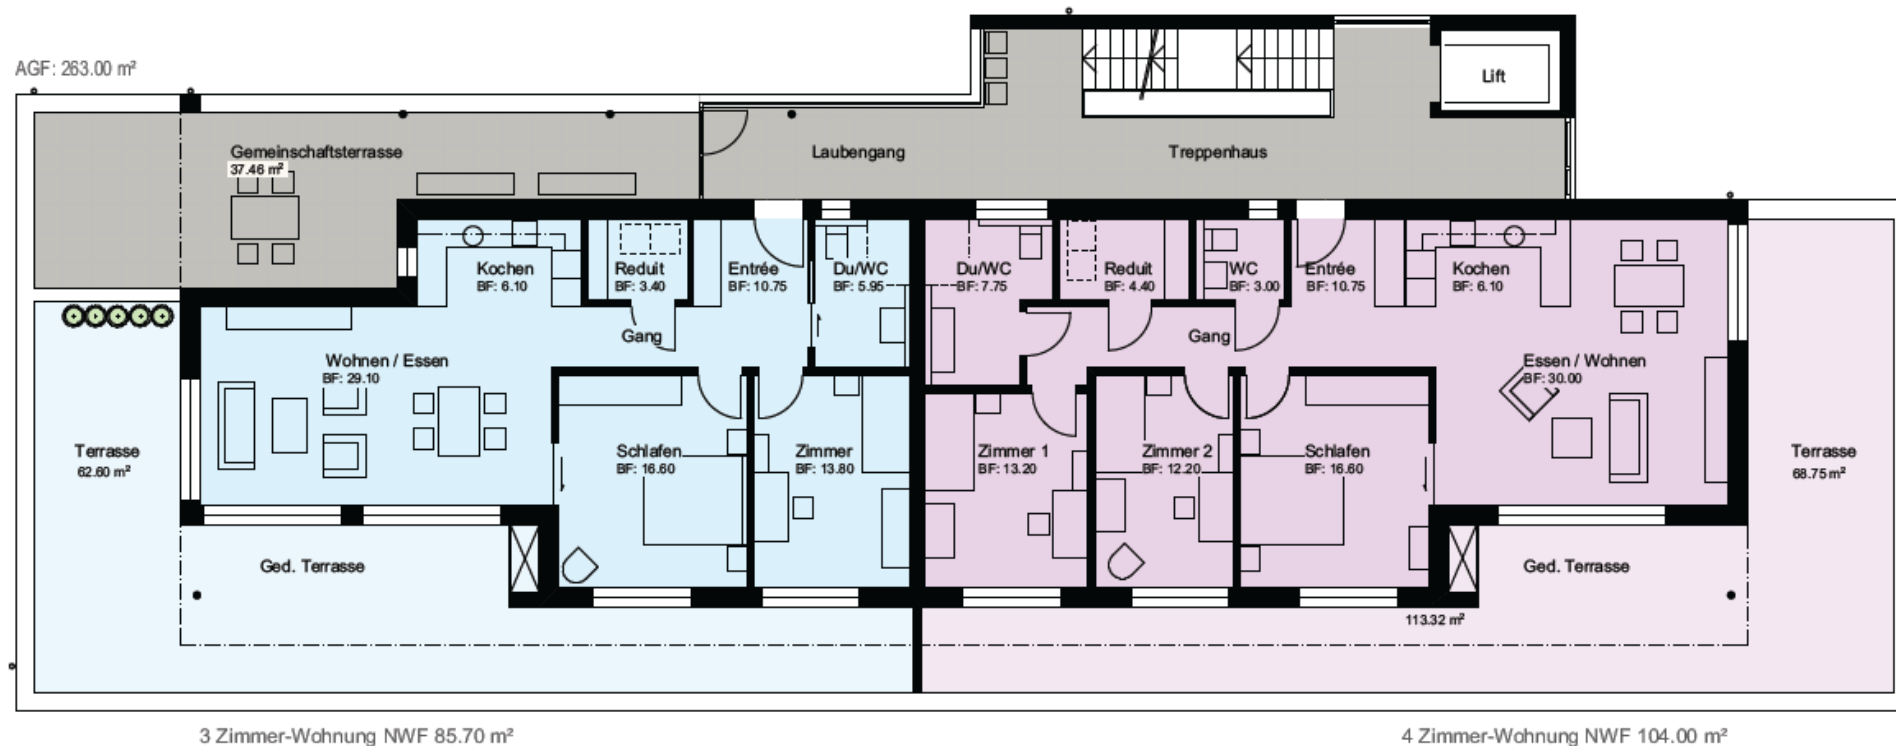 AGF: 263.00 m²
Lift
Gemeinschaftsterrasse
37.46 m²
Laubengang
Treppenhaus
Kochen
BF: 6.10
Reduit
BF: 3.40
Entrée
BF: 10.75
Du/WC
BF: 5.95
Du/WC
BF: 7.75
Reduit
BF: 4.40
WC
BF: 3.00
Entrée
BF: 10.75
Kochen
BF: 6.10
Gang
Gang
Wohnen / Essen
BF: 29.10
Essen / Wohnen
BF: 30.00
Terrasse
62.60 m²
Schlafen
BF: 16.60
Zimmer
BF: 13.80
Zimmer 1
BF: 13.20
Zimmer 2
BF: 12.20
Schlafen
BF: 16.60
Terrasse
68.75 m²
Ged. Terrasse
Ged. Terrasse
113.32 m²
3 Zimmer-Wohnung NWF 85.70 m²
4 Zimmer-Wohnung NWF 104.00 m²